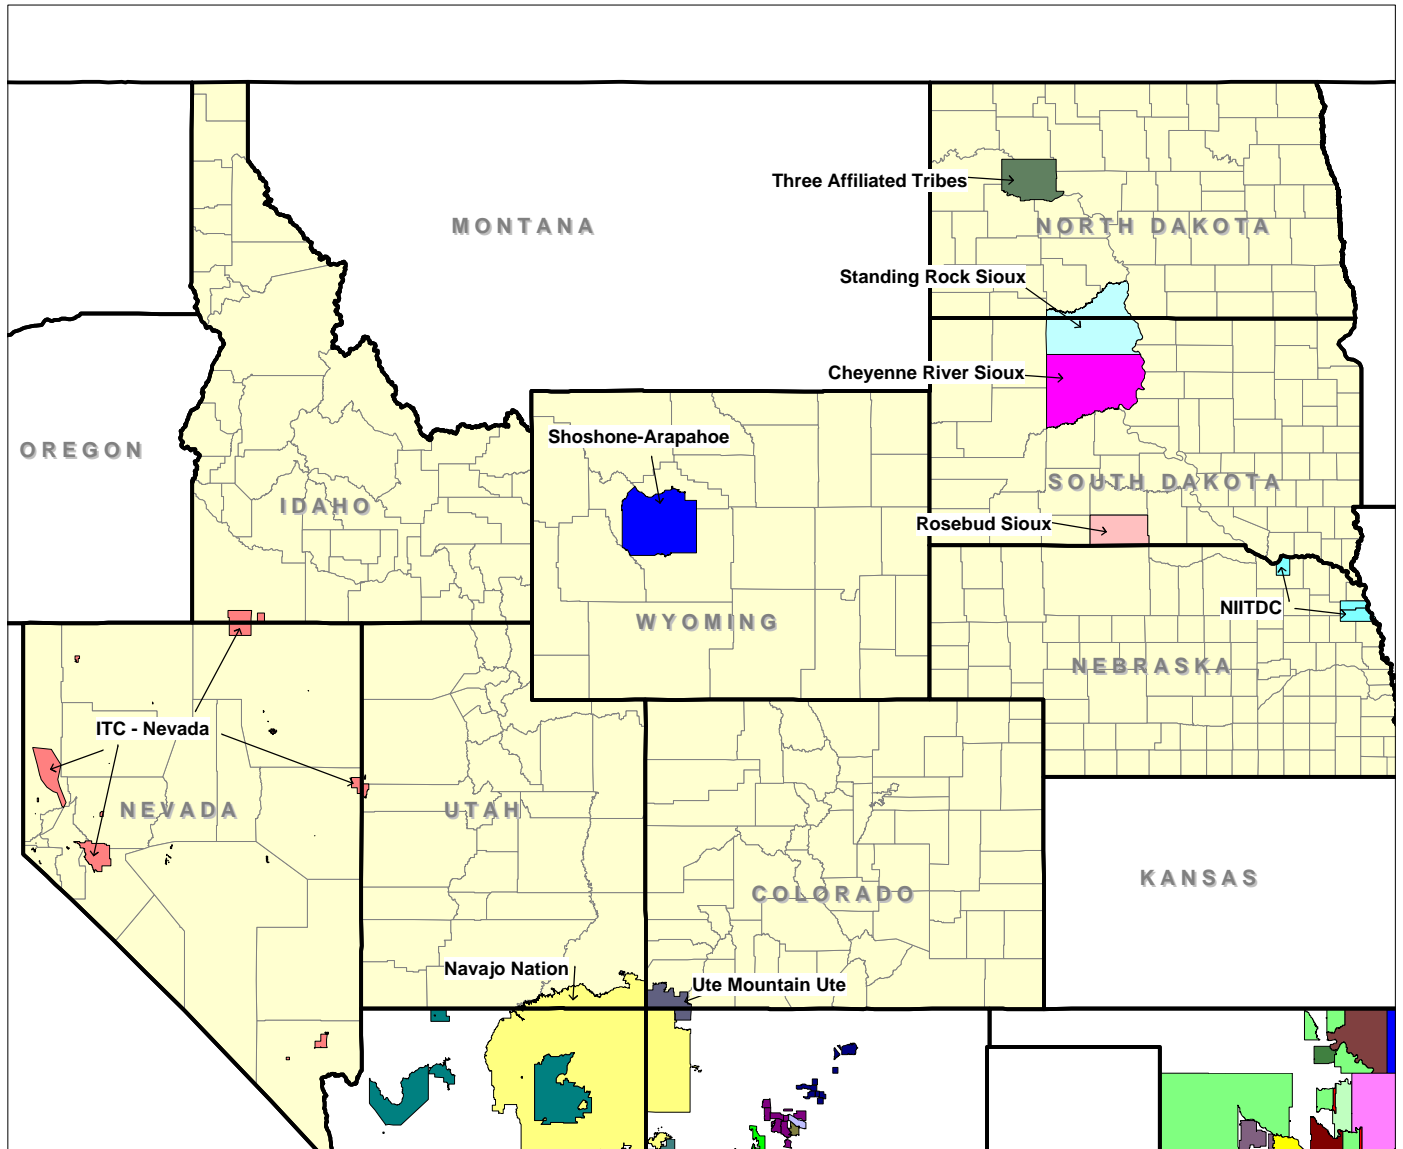 Three Affiliated Tribes
MONTANA
NORTH DAKOTA
Standing Rock Sioux
Cheyenne River Sioux
Shoshone-Arapahoe
OREGON
SOUTH DAKOTA
IDAHO
Rosebud Sioux
NIITDC
WYOMING
NEBRASKA
ITC - Nevada
NEVADA
UTAH
KANSAS
COLORADO
Navajo Nation
Ute Mountain Ute